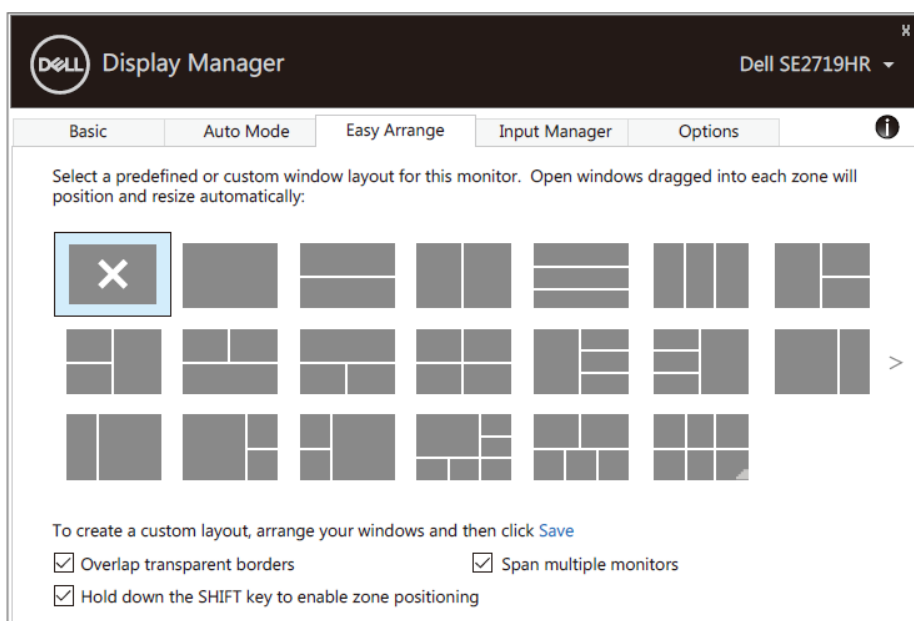 DELL Display Manager
x
Dell SE2719HR
Basic Auto Mode Easy Arrange Input Manager Options i
Select a predefined or custom window layout for this monitor. Open windows dragged into each zone will
position and resize automatically:
>
To create a custom layout, arrange your windows and then click Save
Overlap transparent borders
Span multiple monitors
Hold down the SHIFT key to enable zone positioning